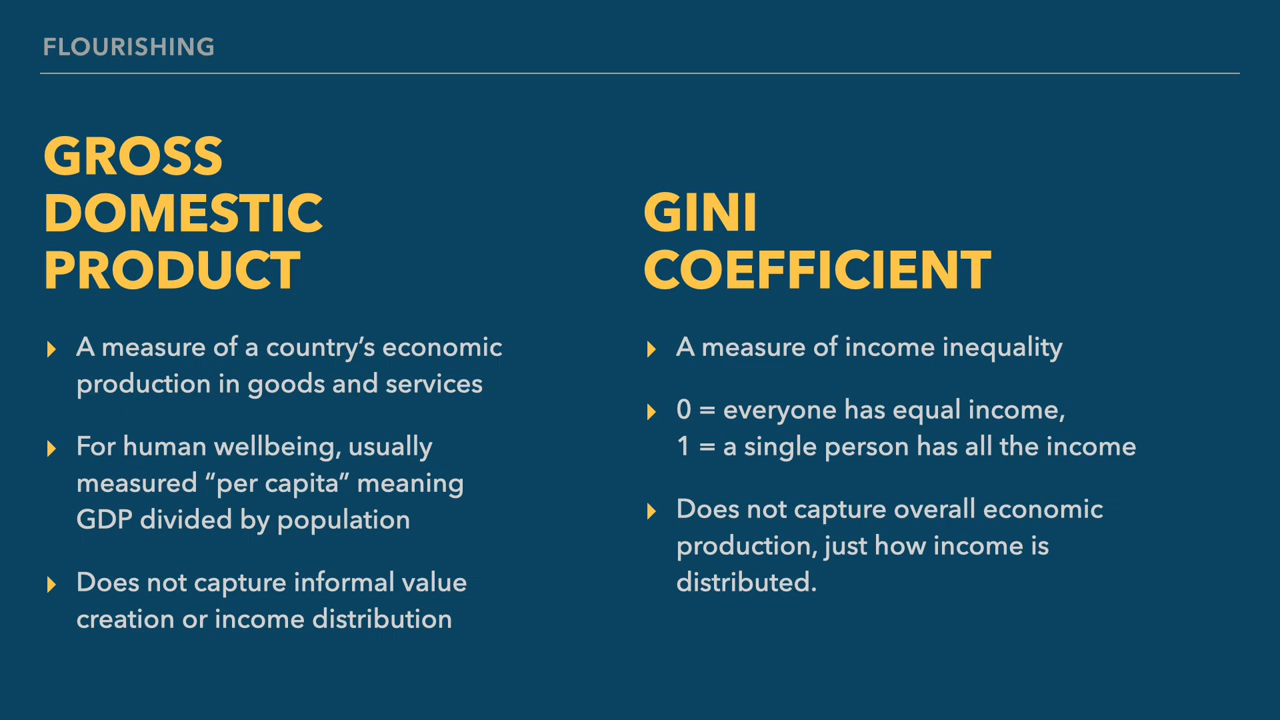 FLOURISHING
GROSS
DOMESTIC
PRODUCT
A measure of a country’s economic
production in goods and services
For human wellbeing, usually
measured “per capita” meaning
GDP divided by population
Does not capture informal value
creation or income distribution
GINI
COEFFICIENT
A measure of income inequality
0 = everyone has equal income,
1 = a single person has all the income
Does not capture overall economic
production, just how income is
distributed.